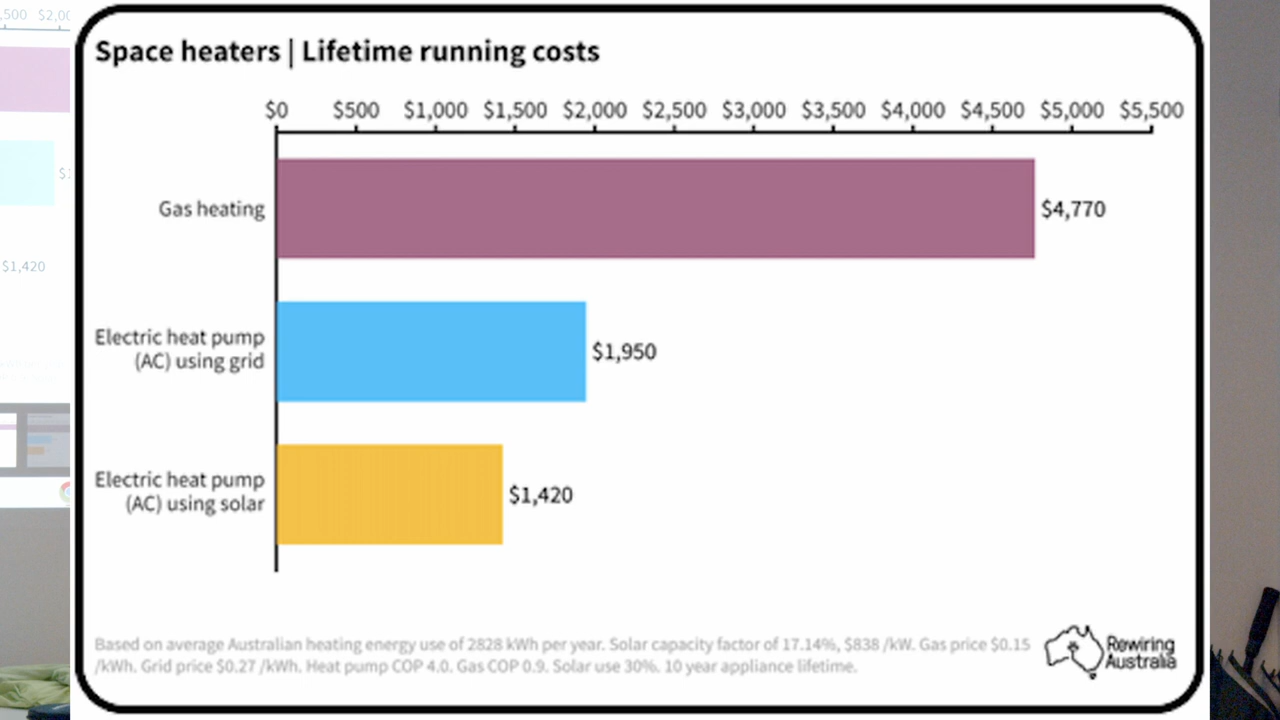 Space heaters | Lifetime running costs
$0 $500 $1,000 $1,500 $2,000 $2,500 $3,000 $3,500 $4,000 $4,500 $5,000 $5,500
Gas heating
$4,770
Electric heat pump
(AC) using grid
$1,950
Electric heat pump
(AC) using solar
$1,420
Based on average Australian heating energy use of 2828 kWh per year. Solar capacity factor of 17.14%, $838 /kW. Gas price $0.15
/kWh. Grid price $0.27 /kWh. Heat pump COP 4.0. Gas COP 0.9. Solar use 30%. 10 year appliance lifetime.
Rewiring
Australia
$1,420